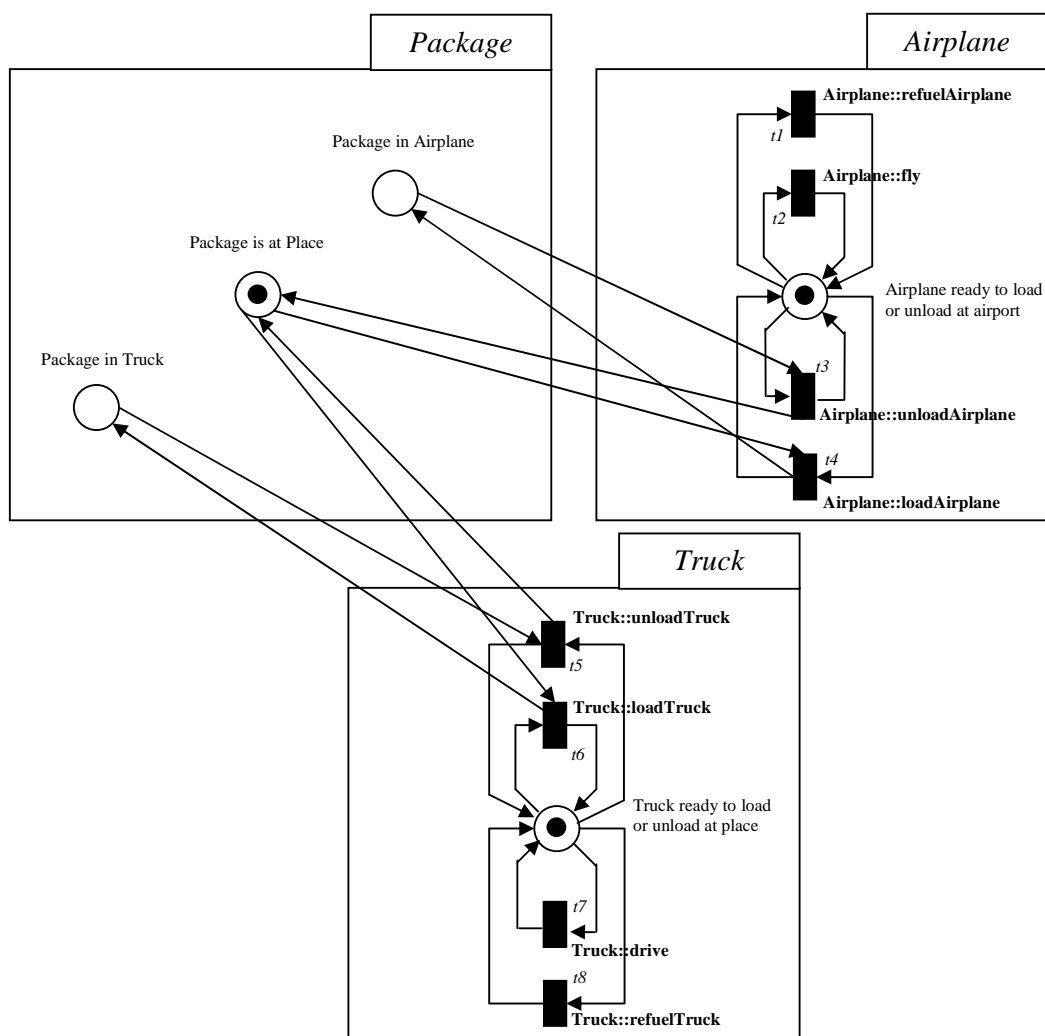 Package
Airplane
Airplane::refuelAirplane
t1
Package in Airplane
Airplane::fly
t2
Package is at Place
Airplane ready to load
or unload at airport
Package in Truck
t3
Airplane::unloadAirplane
t4
Airplane::loadAirplane
Truck
Truck::unloadTruck
t5
Truck::loadTruck
t6
Truck ready to load
or unload at place
t7
Truck::drive
t8
Truck::refuelTruck